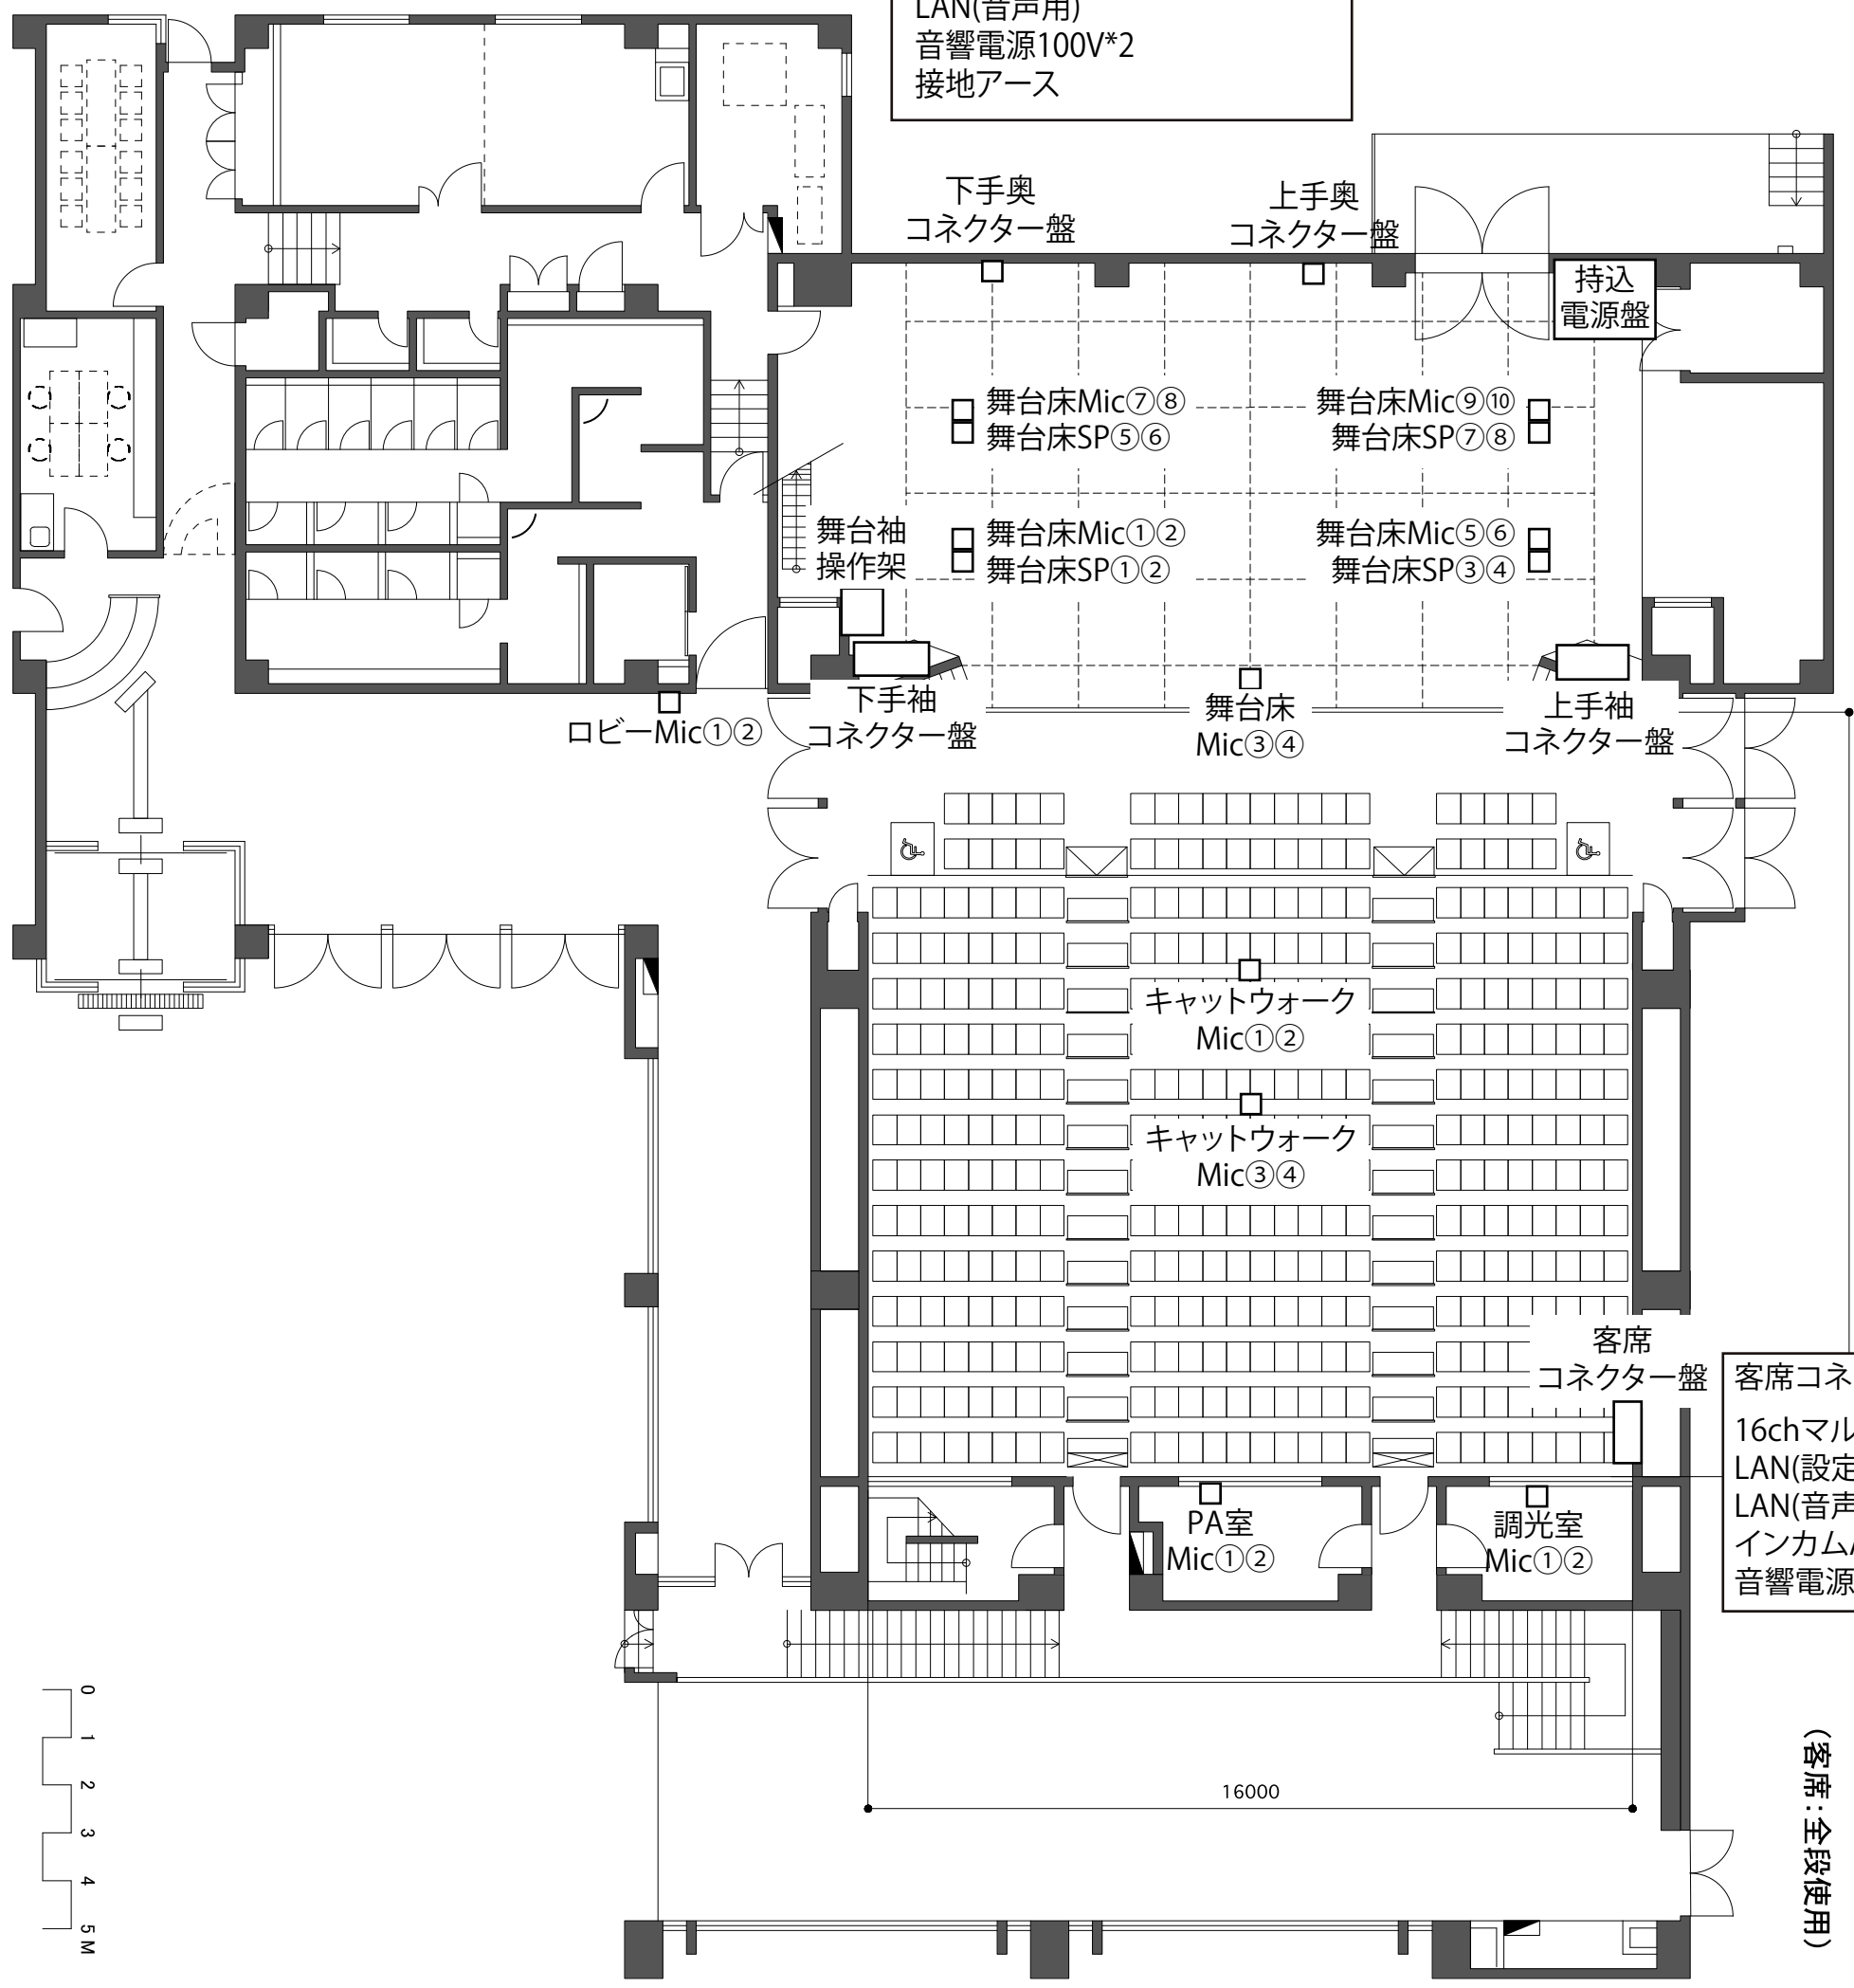 LAN(音声用)
音響電源100V*2
接地アース
下手奥
コネクター盤
上手奥
コネクター盤
持込
電源盤
舞台床Mic⑦⑧
舞台床SP⑤⑥
舞台床Mic⑨⑩
舞台床SP⑦⑧
舞台袖
操作架
舞台床Mic①②
舞台床SP①②
舞台床Mic⑤⑥
舞台床SP③④
ロビーMic①②
下手袖
コネクター盤
舞台床
Mic③④
上手袖
コネクター盤
キャットウォーク
Mic①②
キャットウォーク
Mic③④
客席
コネクター盤
客席コネ
16chマル
LAN(設定
LAN(音声
インカム
音響電源
PA室
Mic①②
調光室
Mic①②
16000
0 1 2 3 4 5 M
(客席:全段使用)